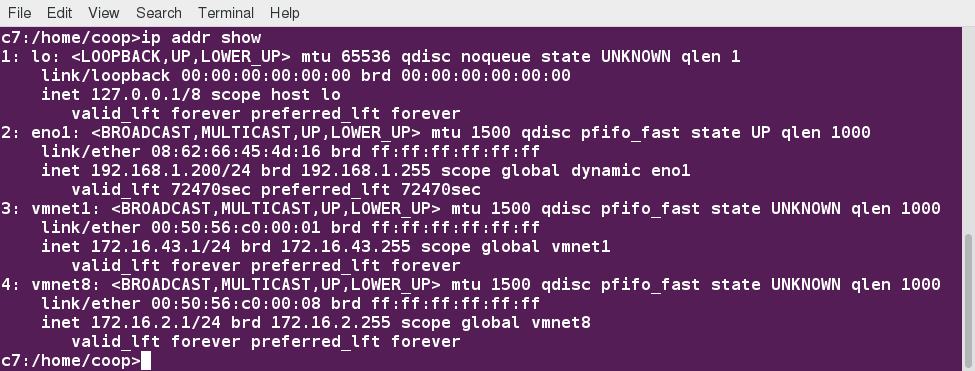 File Edit View Search Terminal Help
c7:/home/coop>ip addr show
1: lo: <LOOPBACK,UP,LOWER_UP> mtu 65536 qdisc noqueue state UNKNOWN qlen 1
    link/loopback 00:00:00:00:00:00 brd 00:00:00:00:00:00
    inet 127.0.0.1/8 scope host lo
       valid_lft forever preferred_lft forever
2: eno1: <BROADCAST,MULTICAST,UP,LOWER_UP> mtu 1500 qdisc pfifo_fast state UP qlen 1000
    link/ether 08:62:66:45:4d:16 brd ff:ff:ff:ff:ff:ff
    inet 192.168.1.200/24 brd 192.168.1.255 scope global dynamic eno1
       valid_lft 72470sec preferred_lft 72470sec
3: vmnet1: <BROADCAST,MULTICAST,UP,LOWER_UP> mtu 1500 qdisc pfifo_fast state UNKNOWN qlen 1000
    link/ether 00:50:56:c0:00:01 brd ff:ff:ff:ff:ff:ff
    inet 172.16.43.1/24 brd 172.16.43.255 scope global vmnet1
       valid_lft forever preferred_lft forever
4: vmnet8: <BROADCAST,MULTICAST,UP,LOWER_UP> mtu 1500 qdisc pfifo_fast state UNKNOWN qlen 1000
    link/ether 00:50:56:c0:00:08 brd ff:ff:ff:ff:ff:ff
    inet 172.16.2.1/24 brd 172.16.2.255 scope global vmnet8
       valid_lft forever preferred_lft forever
c7:/home/coop>